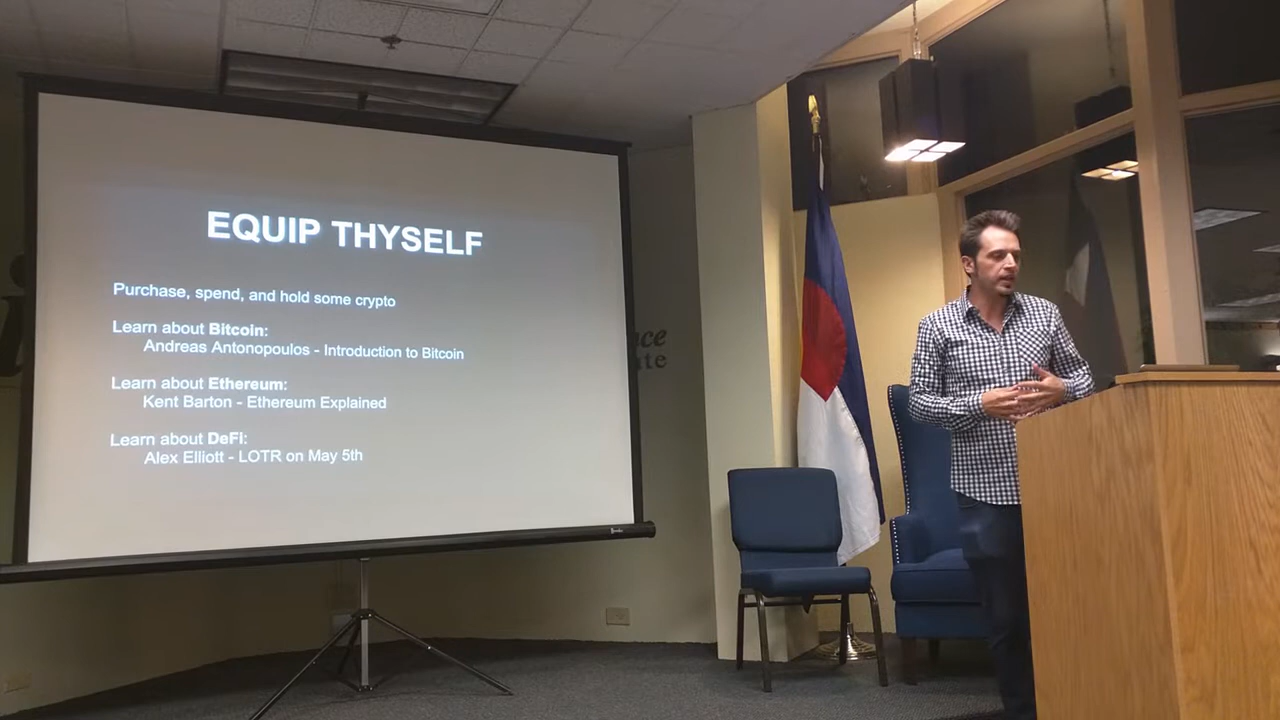 EQUIP THYSELF
Purchase, spend, and hold some crypto
Learn about Bitcoin:
Andreas Antonopoulos - Introduction to Bitcoin
Learn about Ethereum:
Kent Barton - Ethereum Explained
Learn about DeFi:
Alex Elliott - LOTR on May 5th